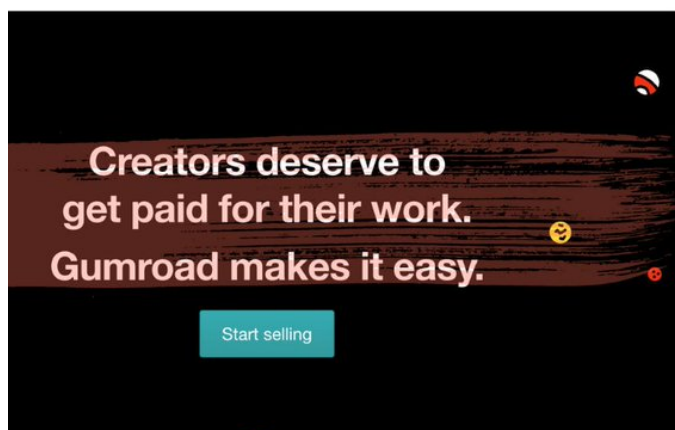 Creators deserve to
get paid for their work.
Gumroad makes it easy.
Start selling